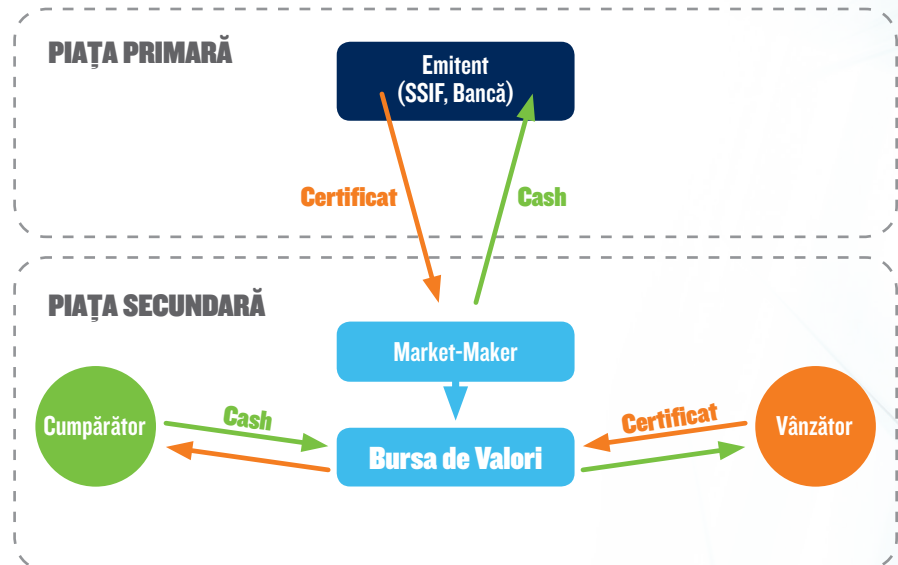 PIAȚA PRIMARĂ
Emitent
(SSIF, Bancă)
Certificat
Cash
PIAȚA SECUNDARĂ
Market-Maker
Cumpărător
Cash
Bursa de Valori
Certificat
Vânzător